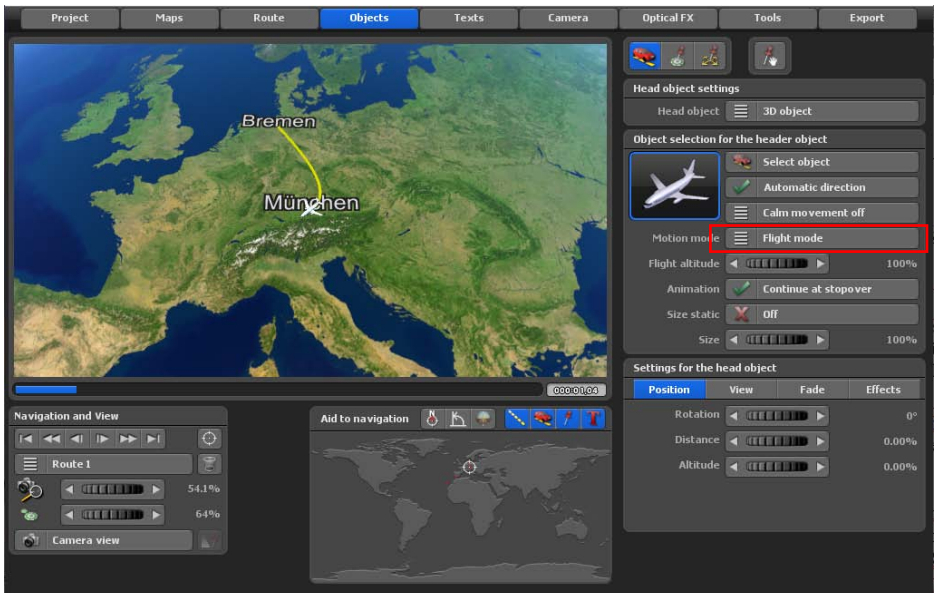 Project Maps Route Objects Texts Camera Optical FX Tools Export
Bremen
München
000:01,04
Head object settings
Head object 3D object
Object selection for the header object
Select object
Automatic direction
Calm movement off
Motion mode Flight mode
Flight altitude 100%
Animation Continue at stopover
Size static Off
Size 100%
Settings for the head object
Position View Fade Effects
Rotation 0°
Distance 0.00%
Altitude 0.00%
Navigation and View
Route 1
54.1%
64%
Camera view
Aid to navigation